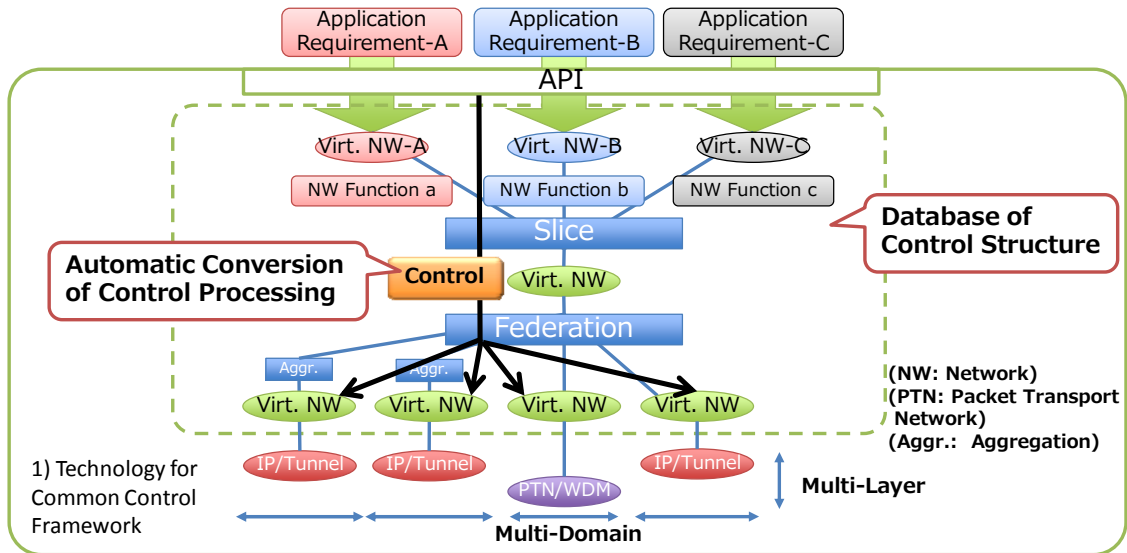 Application
Requirement-A
Application
Requirement-B
Application
Requirement-C
API
Virt. NW-A
Virt. NW-B
Virt. NW-C
NW Function a
NW Function b
NW Function c
Slice
Database of
Control Structure
Automatic Conversion
of Control Processing
Control
Virt. NW
Federation
Aggr.
Aggr.
Virt. NW
Virt. NW
Virt. NW
Virt. NW
(NW: Network)
(PTN: Packet Transport
Network)
(Aggr.: Aggregation)
IP/Tunnel
IP/Tunnel
IP/Tunnel
PTN/WDM
1) Technology for
Common Control
Framework
Multi-Layer
Multi-Domain